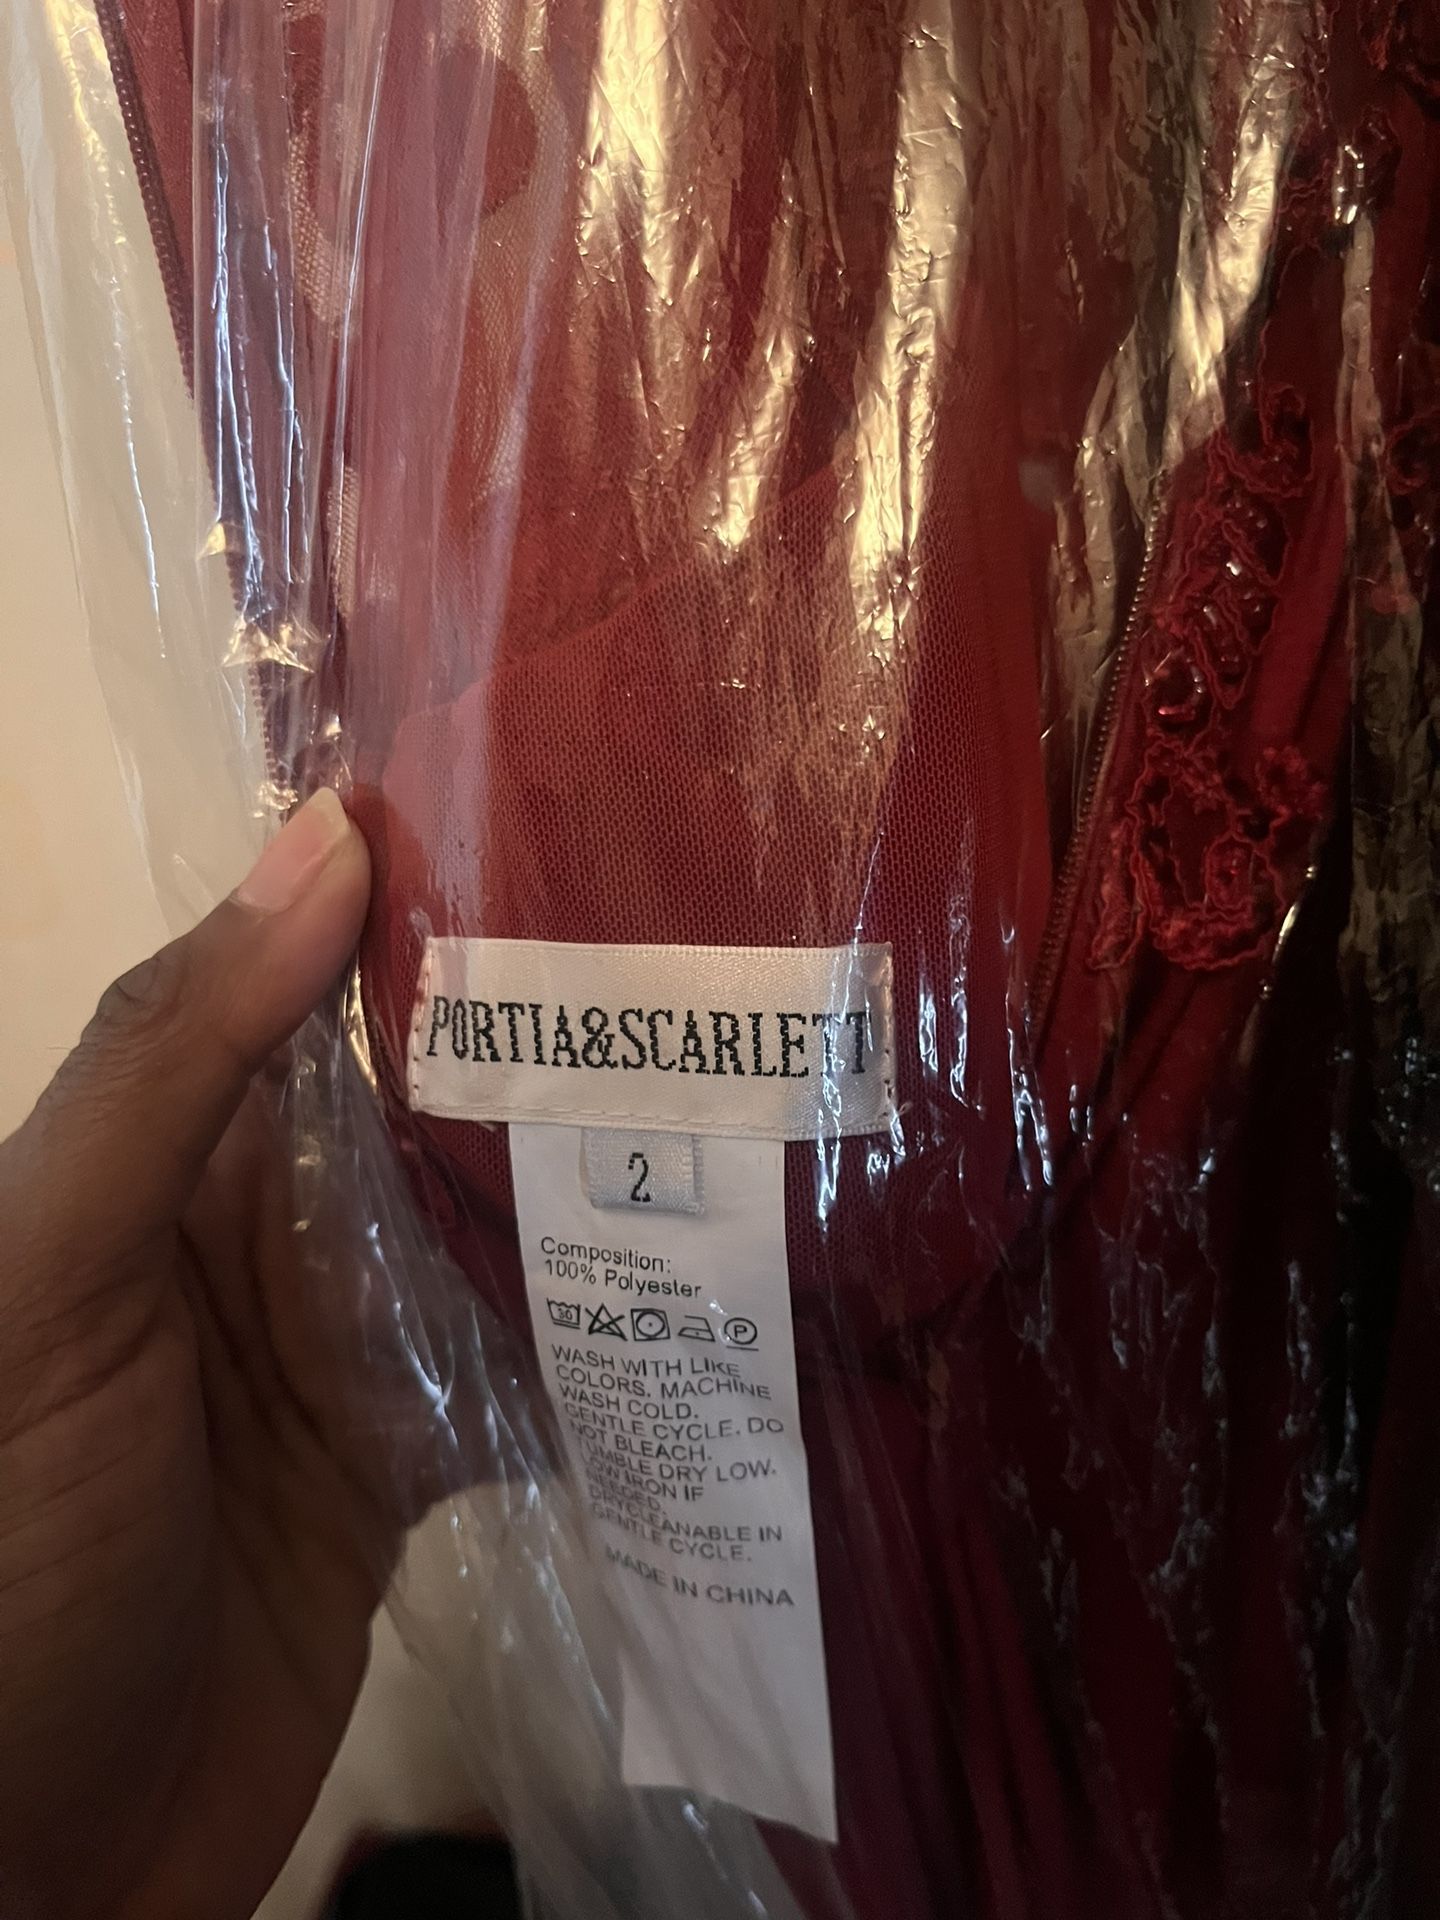 PORTIA&SCARLETT
2
Composition:
100% Polyester
30 P
WASH WITH LIKE
COLORS. MACHINE
WASH COLD.
GENTLE CYCLE. DO
NOT BLEACH.
TUMBLE DRY LOW.
LOW IRON IF
NEEDED.
DRYCLEANABLE IN
GENTLE CYCLE.
MADE IN CHINA